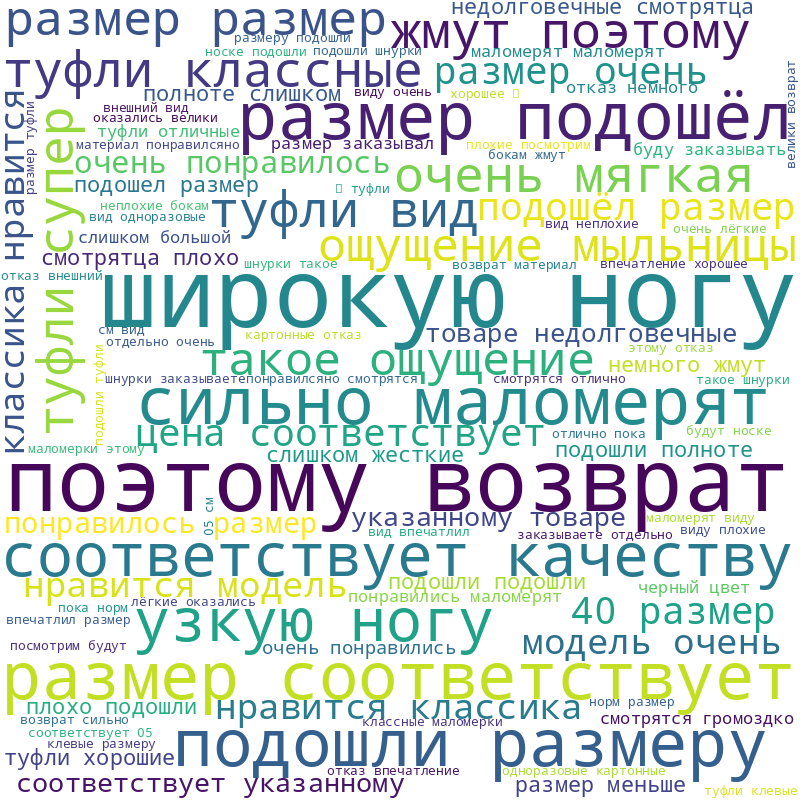 размер размер
недолговечные смотрятца
жмут поэтому
размеру подошли
носке подошли
подошли шнурки
маломерят маломерят
туфли классные
размер очень
отказ немного
полноте слишком
виду очень
хорошее
велики возврат
внешний вид
оказались велики
размер подошёл
туфли отличные
материал понравилсяно
размер заказывал
плохие посмотрим
буду заказывать
бокам жмут
очень понравилось
очень мягкая
подошел размер
туфли
размер туфли
классика нравится
туфли супер
неплохие бокам
вид одноразовые
туфли вид
подошёл размер
вид неплохие
очень лёгкие
слишком большой
ощущение мыльницы
смотрятца плохо
шнурки такое
возврат материал
впечатление хорошее
отказ внешний
широкую ногу
см вид
отдельно очень
картонные отказ
товаре недолговечные
такое ощущение
этому отказ
немного жмут
подошли туфли
шнурки заказываетепонравилсяно смотрятся
смотрятся отлично
такое шнурки
сильно маломерят
цена соответствует
отлично пока
будут носке
маломерки этому
слишком жесткие
подошли полноте
поэтому возврат
05 см
понравилось размер
указанному товаре
маломерят виду
вид впечатлил
заказываете отдельно
виду плохие
соответствует качеству
нравится модель
подошли подошли
черный цвет
понравились маломерят
лёгкие оказались
пока норм
впечатлил размер
узкую ногу
40 размер
посмотрим будут
очень понравились
модель очень
размер соответствует
плохо подошли
нравится классика
норм размер
возврат сильно
классные маломерки
смотрятся громоздко
соответствует 05
клевые размеру
подошли размеру
туфли хорошие
отказ впечатление
одноразовые картонные
соответствует указанному
размер меньше
туфли клевые